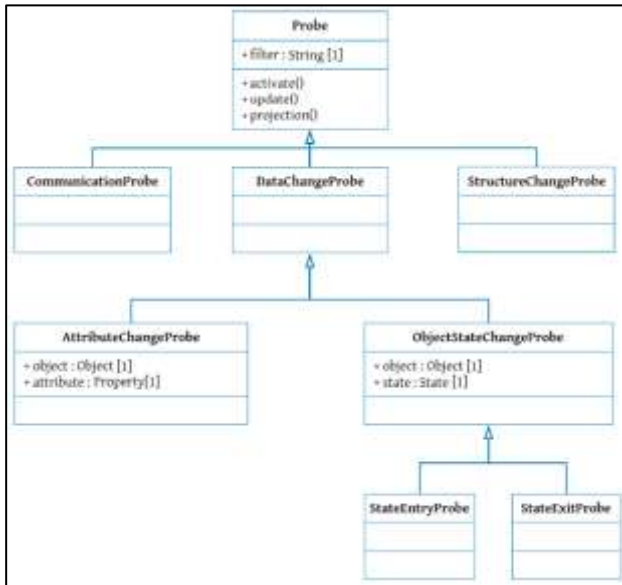 Probe
+ filter : String [1]
+ activate()
+ update()
+ projection()
CommunicationProbe
DataChangeProbe
StructureChangeProbe
AttributeChangeProbe
+ object : Object [1]
+ attribute : Property[1]
ObjectStateChangeProbe
+ object : Object [1]
+ state : State [1]
StateEntryProbe
StateExitProbe